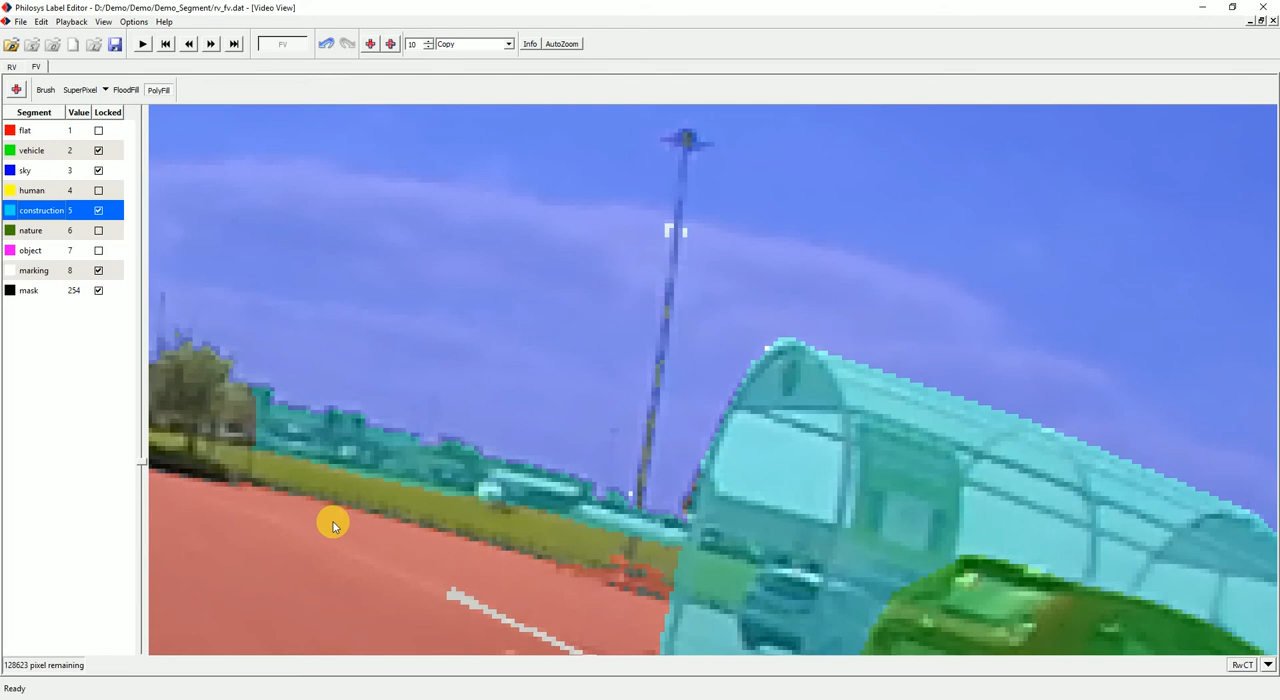 Philosys Label Editor - D:/Demo/Demo/Demo_Segment/rv_fv.dat - [Video View]
File Edit Playback View Options Help
FV 10 Copy Info AutoZoom
RV FV
Brush SuperPixel FloodFill PolyFill
Segment Value Locked
flat 1
vehicle 2
sky 3
human 4
construction 5
nature 6
object 7
marking 8
mask 254
128623 pixel remaining RwCT
Ready